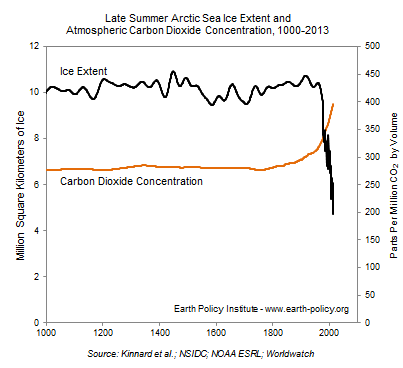 Late Summer Arctic Sea Ice Extent and
Atmospheric Carbon Dioxide Concentration, 1000-2013
12
10
8
6
4
2
0
Million Square Kilometers of Ice
500
450
400
350
300
250
200
150
100
50
0
Parts Per Million CO2 by Volume
Ice Extent
Carbon Dioxide Concentration
Earth Policy Institute - www.earth-policy.org
1000 1200 1400 1600 1800 2000
Source: Kinnard et al.; NSIDC; NOAA ESRL; Worldwatch